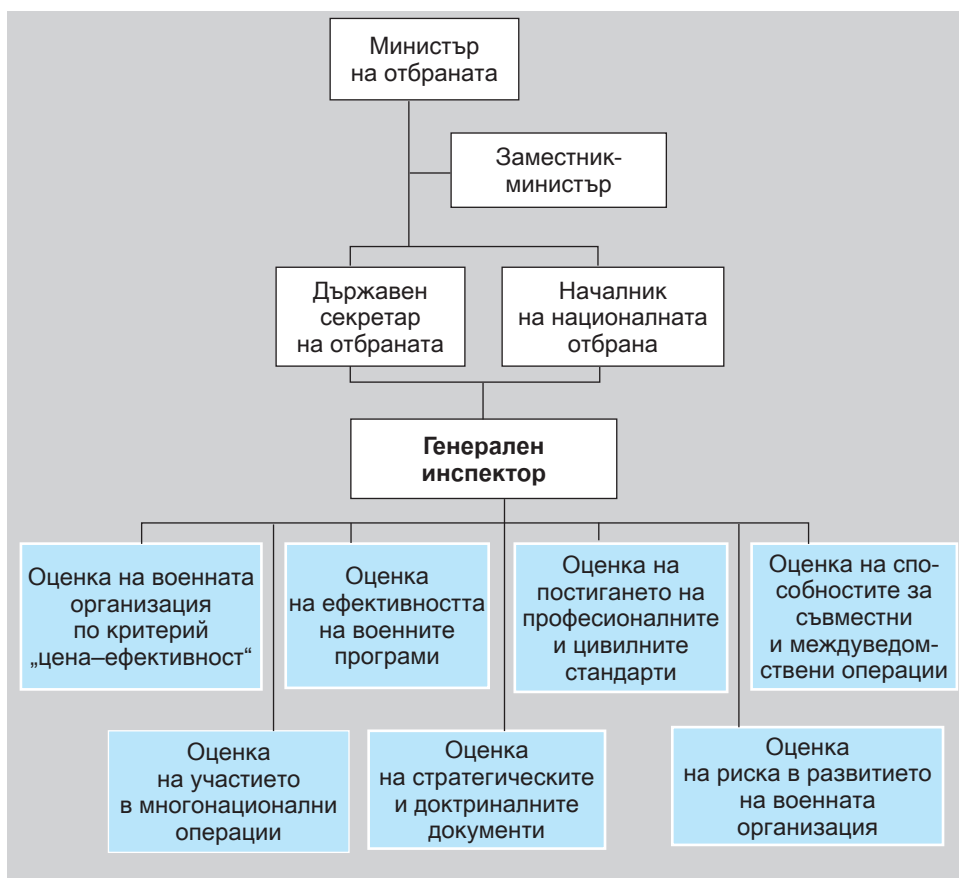 Министър
на отбраната
Заместник-
министър
Държавен
секретар
на отбраната
Началник
на националната
отбрана
Генерален
инспектор
Оценка на военната
организация
по критерий
„цена–ефективност“
Оценка
на ефективността
на военните
програми
Оценка на
постигането на
професионалните
и цивилните
стандарти
Оценка на спо-
собностите за
съвместни
и междуведом-
ствени операции
Оценка
на участието
в многонационални
операции
Оценка
на стратегическите
и доктриналните
документи
Оценка
на риска в развитието
на военната
организация